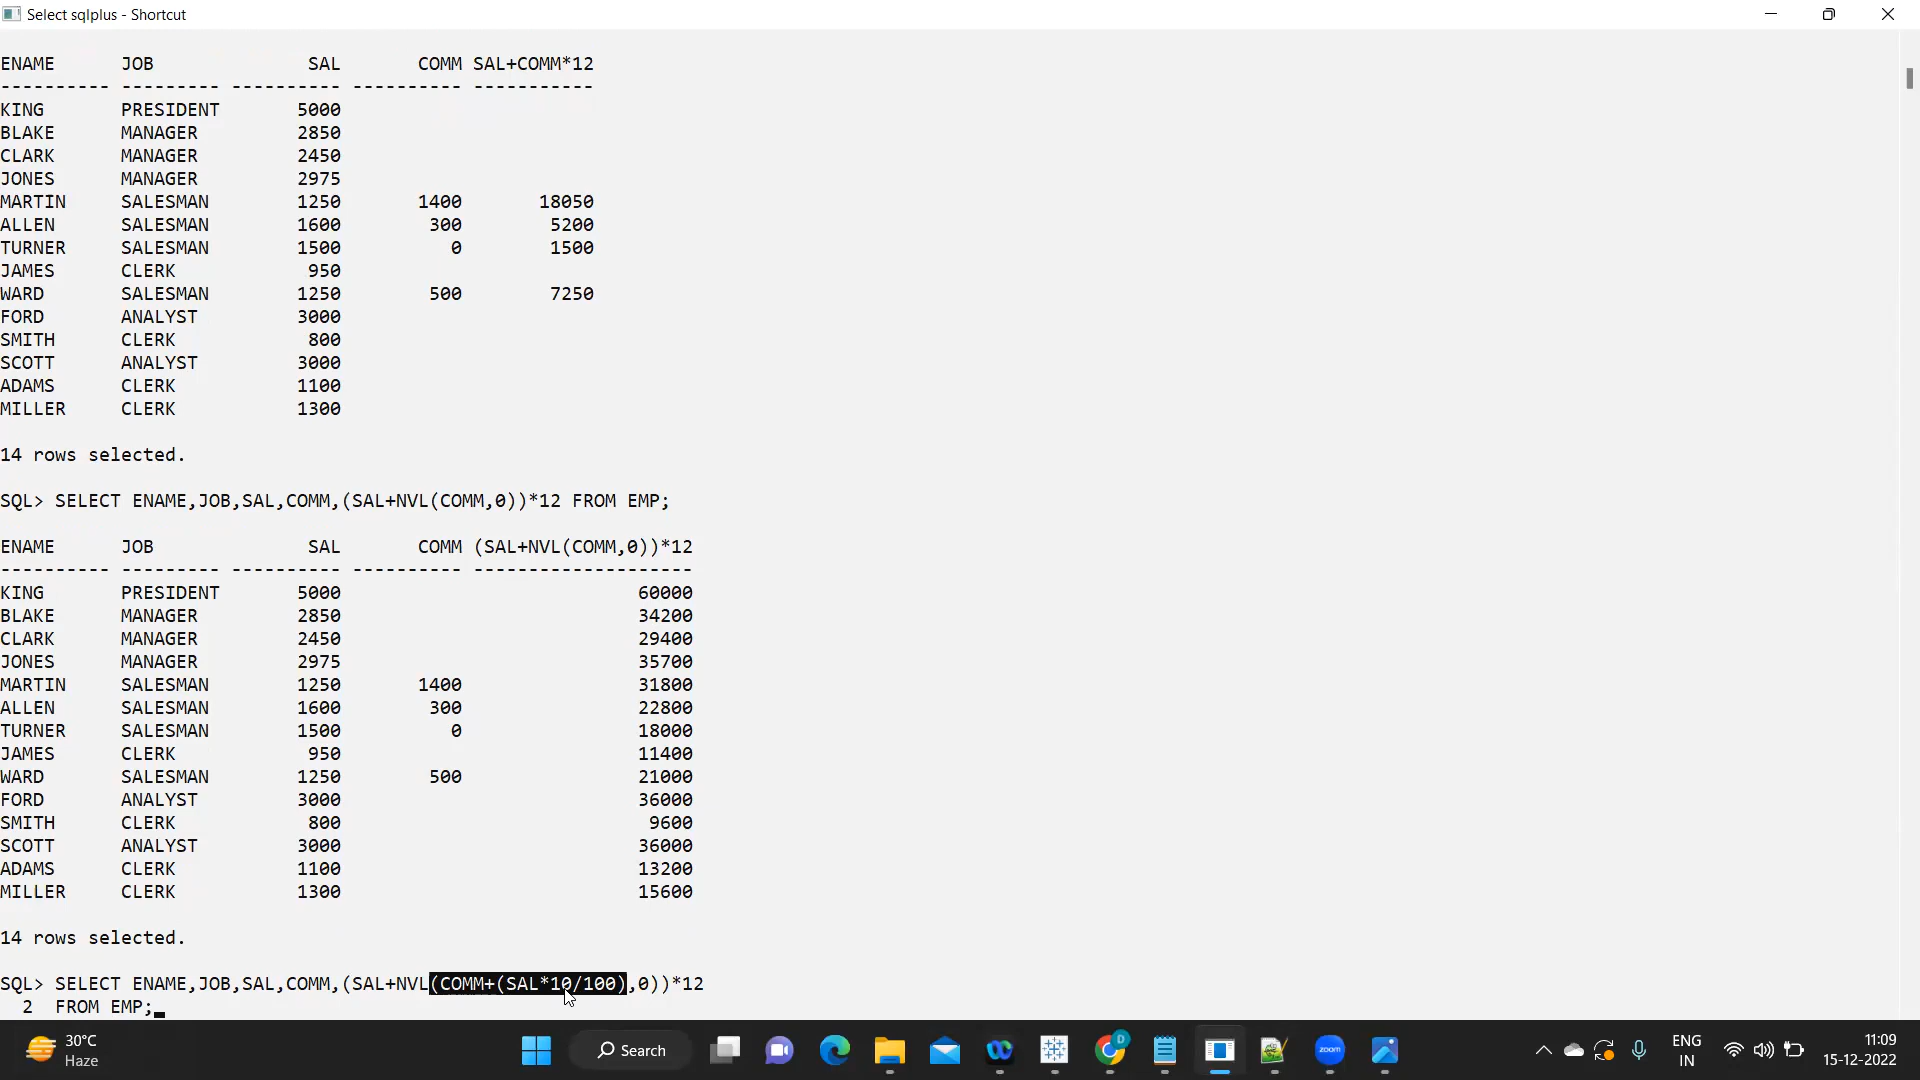 Select sqlplus - Shortcut
ENAME      JOB              SAL       COMM SAL+COMM*12
---------- --------- ---------- ---------- -----------
KING       PRESIDENT       5000
BLAKE      MANAGER         2850
CLARK      MANAGER         2450
JONES      MANAGER         2975
MARTIN     SALESMAN        1250       1400       18050
ALLEN      SALESMAN        1600        300        5200
TURNER     SALESMAN        1500          0        1500
JAMES      CLERK            950
WARD       SALESMAN        1250        500        7250
FORD       ANALYST         3000
SMITH      CLERK            800
SCOTT      ANALYST         3000
ADAMS      CLERK           1100
MILLER     CLERK           1300
14 rows selected.
SQL> SELECT ENAME,JOB,SAL,COMM,(SAL+NVL(COMM,0))*12 FROM EMP;
ENAME      JOB              SAL       COMM (SAL+NVL(COMM,0))*12
---------- --------- ---------- ---------- --------------------
KING       PRESIDENT       5000                           60000
BLAKE      MANAGER         2850                           34200
CLARK      MANAGER         2450                           29400
JONES      MANAGER         2975                           35700
MARTIN     SALESMAN        1250       1400                31800
ALLEN      SALESMAN        1600        300                22800
TURNER     SALESMAN        1500          0                18000
JAMES      CLERK            950                           11400
WARD       SALESMAN        1250        500                21000
FORD       ANALYST         3000                           36000
SMITH      CLERK            800                            9600
SCOTT      ANALYST         3000                           36000
ADAMS      CLERK           1100                           13200
MILLER     CLERK           1300                           15600
14 rows selected.
SQL> SELECT ENAME,JOB,SAL,COMM,(SAL+NVL(COMM+(SAL*10/100),0))*12
  2  FROM EMP;
30°C
Haze
Search
zoom
D
ENG
IN
11:09
15-12-2022